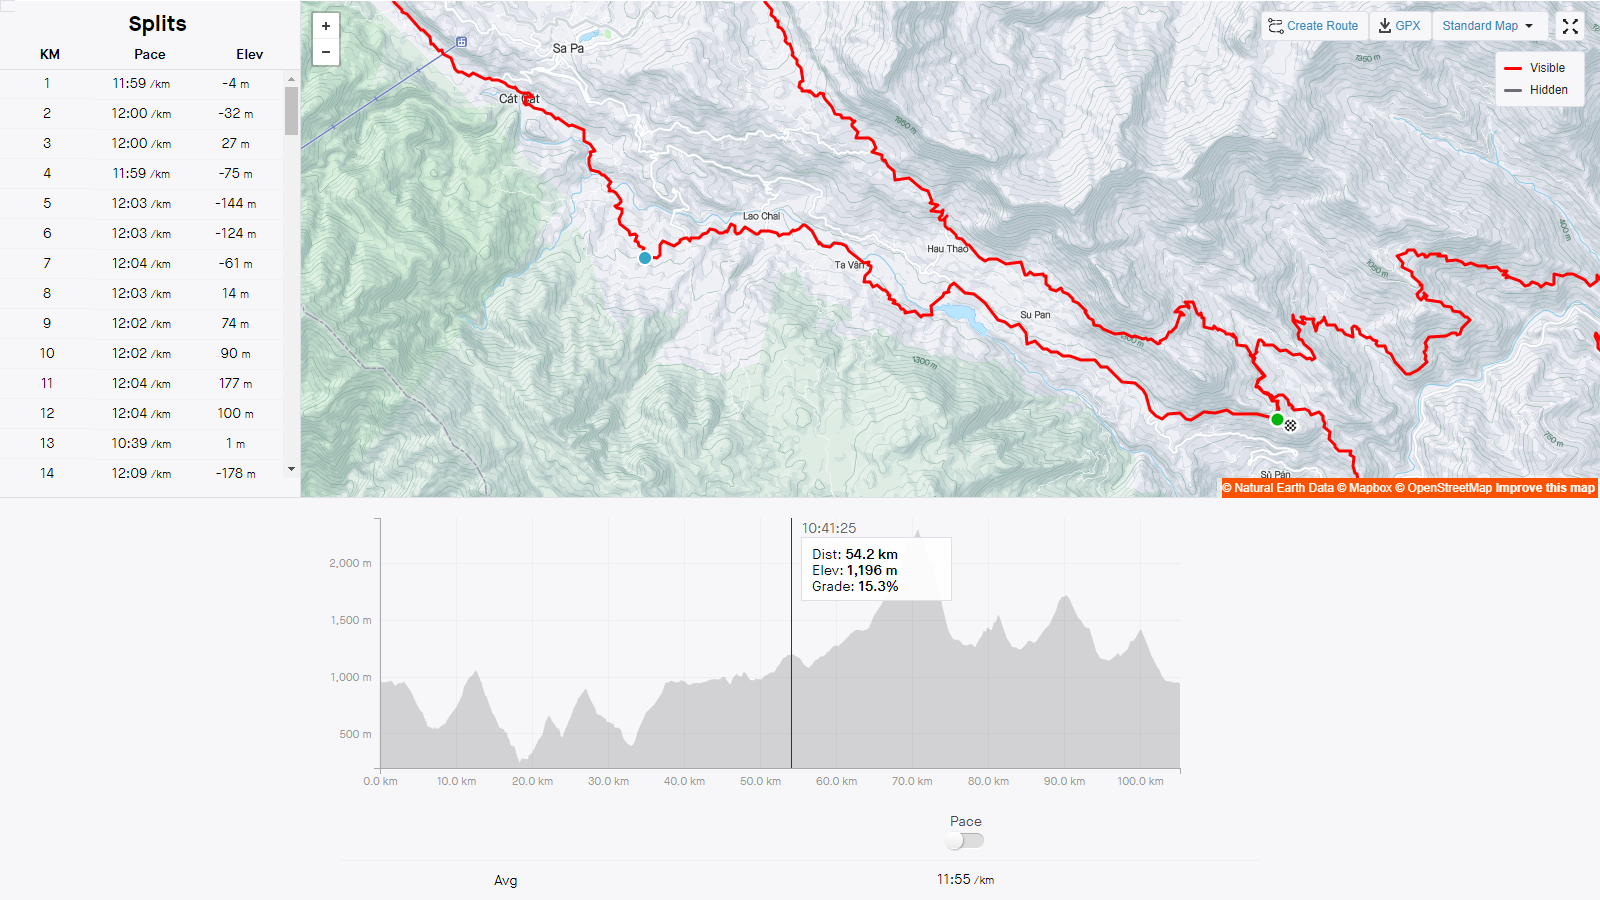 Splits
KM Pace Elev
1 11:59 /km -4 m
2 12:00 /km -32 m
3 12:00 /km 27 m
4 11:59 /km -75 m
5 12:03 /km -144 m
6 12:03 /km -124 m
7 12:04 /km -61 m
8 12:03 /km 14 m
9 12:02 /km 74 m
10 12:02 /km 90 m
11 12:04 /km 177 m
12 12:04 /km 100 m
13 10:39 /km 1 m
14 12:09 /km -178 m
+
−
Create Route
GPX
Standard Map
Visible
Hidden
Sa Pa
Cát Cát
Lao Chai
Hau Thao
Ta Vân
Su Pan
Sử Pán
1350 m
1950 m
400 m
1050 m
1300 m
1300 m
750 m
© Natural Earth Data © Mapbox © OpenStreetMap Improve this map
10:41:25
Dist: 54.2 km
Elev: 1,196 m
Grade: 15.3%
2,000 m
1,500 m
1,000 m
500 m
0.0 km 10.0 km 20.0 km 30.0 km 40.0 km 50.0 km 60.0 km 70.0 km 80.0 km 90.0 km 100.0 km
Pace
Avg 11:55 /km